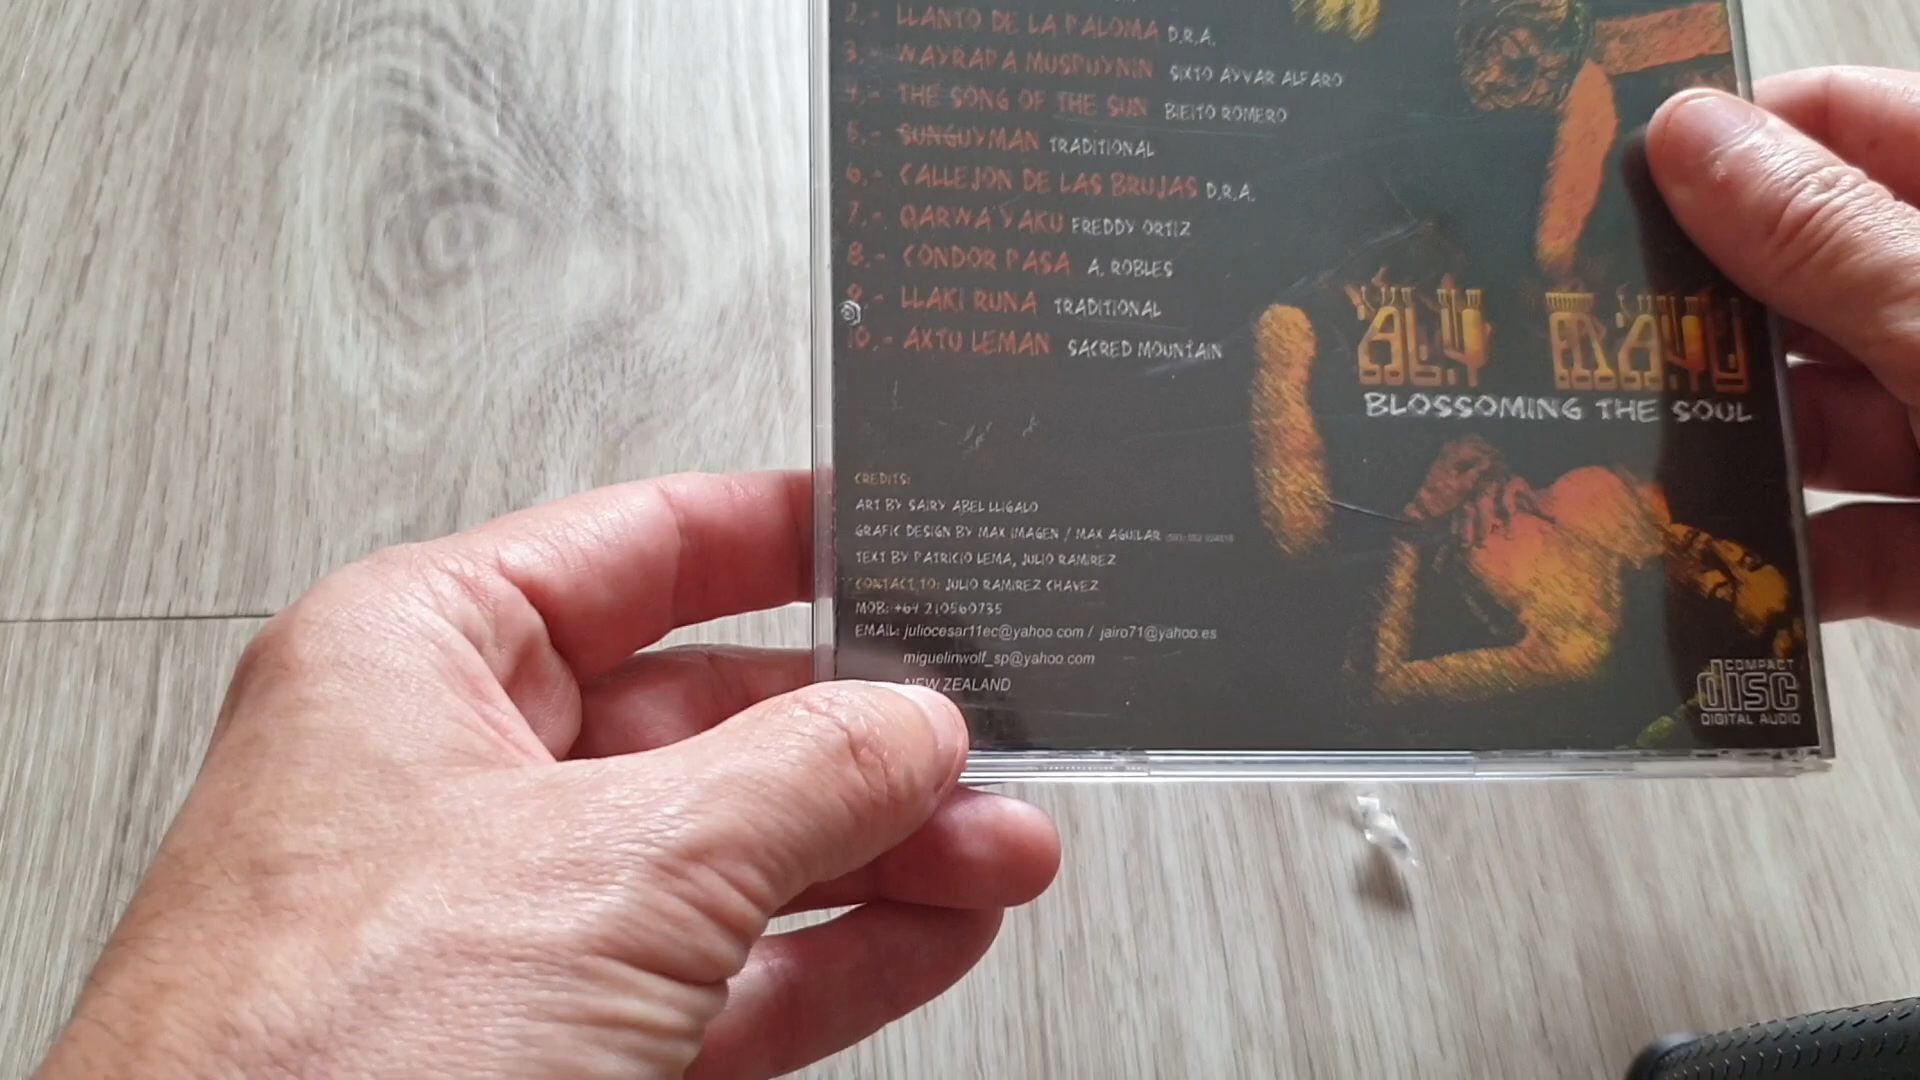 2.- LLANTO DE LA PALOMA D.R.A.
3.- WAYRAPA MUSPUYNIN SIXTO AYVAR ALFARO
4.- THE SONG OF THE SUN BIEITO ROMERO
5.- SUNGUYMAN TRADITIONAL
6.- CALLEJON DE LAS BRUJAS D.R.A.
7.- QARWA YAKU FREDDY ORTIZ
8.- CONDOR PASA A. ROBLES
9.- LLAKI RUNA TRADITIONAL
10.- AXTU LEMAN SACRED MOUNTAIN
ALY MAYU
BLOSSOMING THE SOUL
CREDITS:
ART BY SAIRY ABEL LLIGALO
GRAFIC DESIGN BY MAX IMAGEN / MAX AGUILAR
TEXT BY PATRICIO LEMA, JULIO RAMIREZ
CONTACT TO: JULIO RAMIREZ CHAVEZ
MOB: +64 210560735
EMAIL: juliocesar11ec@yahoo.com / jairo71@yahoo.es
miguelinwolf_sp@yahoo.com
NEW ZEALAND
COMPACT
disc
DIGITAL AUDIO